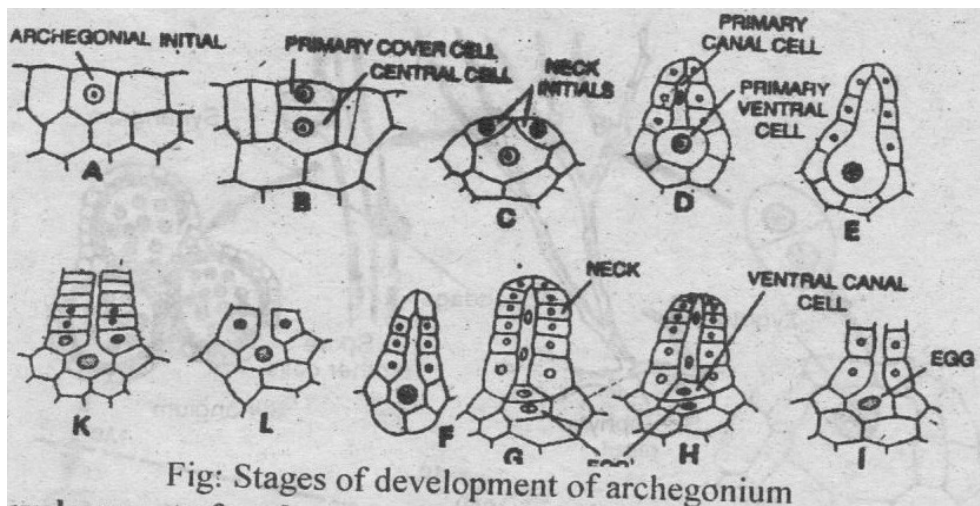 ARCHEGONIAL INITIAL
PRIMARY COVER CELL
CENTRAL CELL
NECK
INITIALS
PRIMARY
CANAL CELL
PRIMARY
VENTRAL
CELL
A
B
C
D
E
NECK
VENTRAL CANAL
CELL
EGG
K
L
F
G
H
I
Fig: Stages of development of archegonium